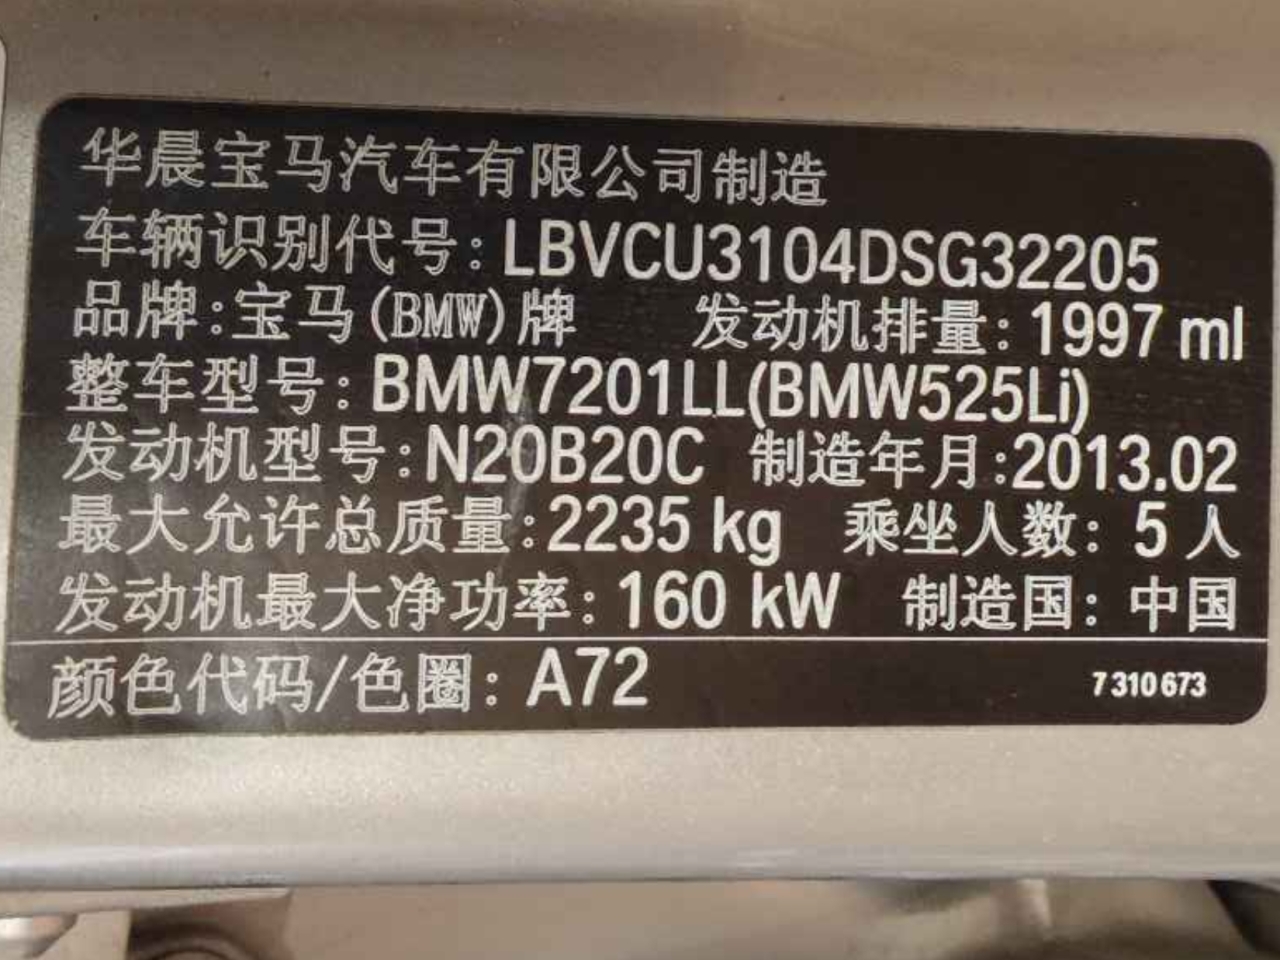 华晨宝马汽车有限公司制造
车辆识别代号: LBVCU3104DSG32205
品牌:宝马(BMW)牌 发动机排量: 1997 ml
整车型号: BMW7201LL(BMW525Li)
发动机型号:N20B20C 制造年月:2013.02
最大允许总质量:2235 kg 乘坐人数: 5 人
发动机最大净功率: 160 kW 制造国: 中国
颜色代码/色圈: A72 7 310 673